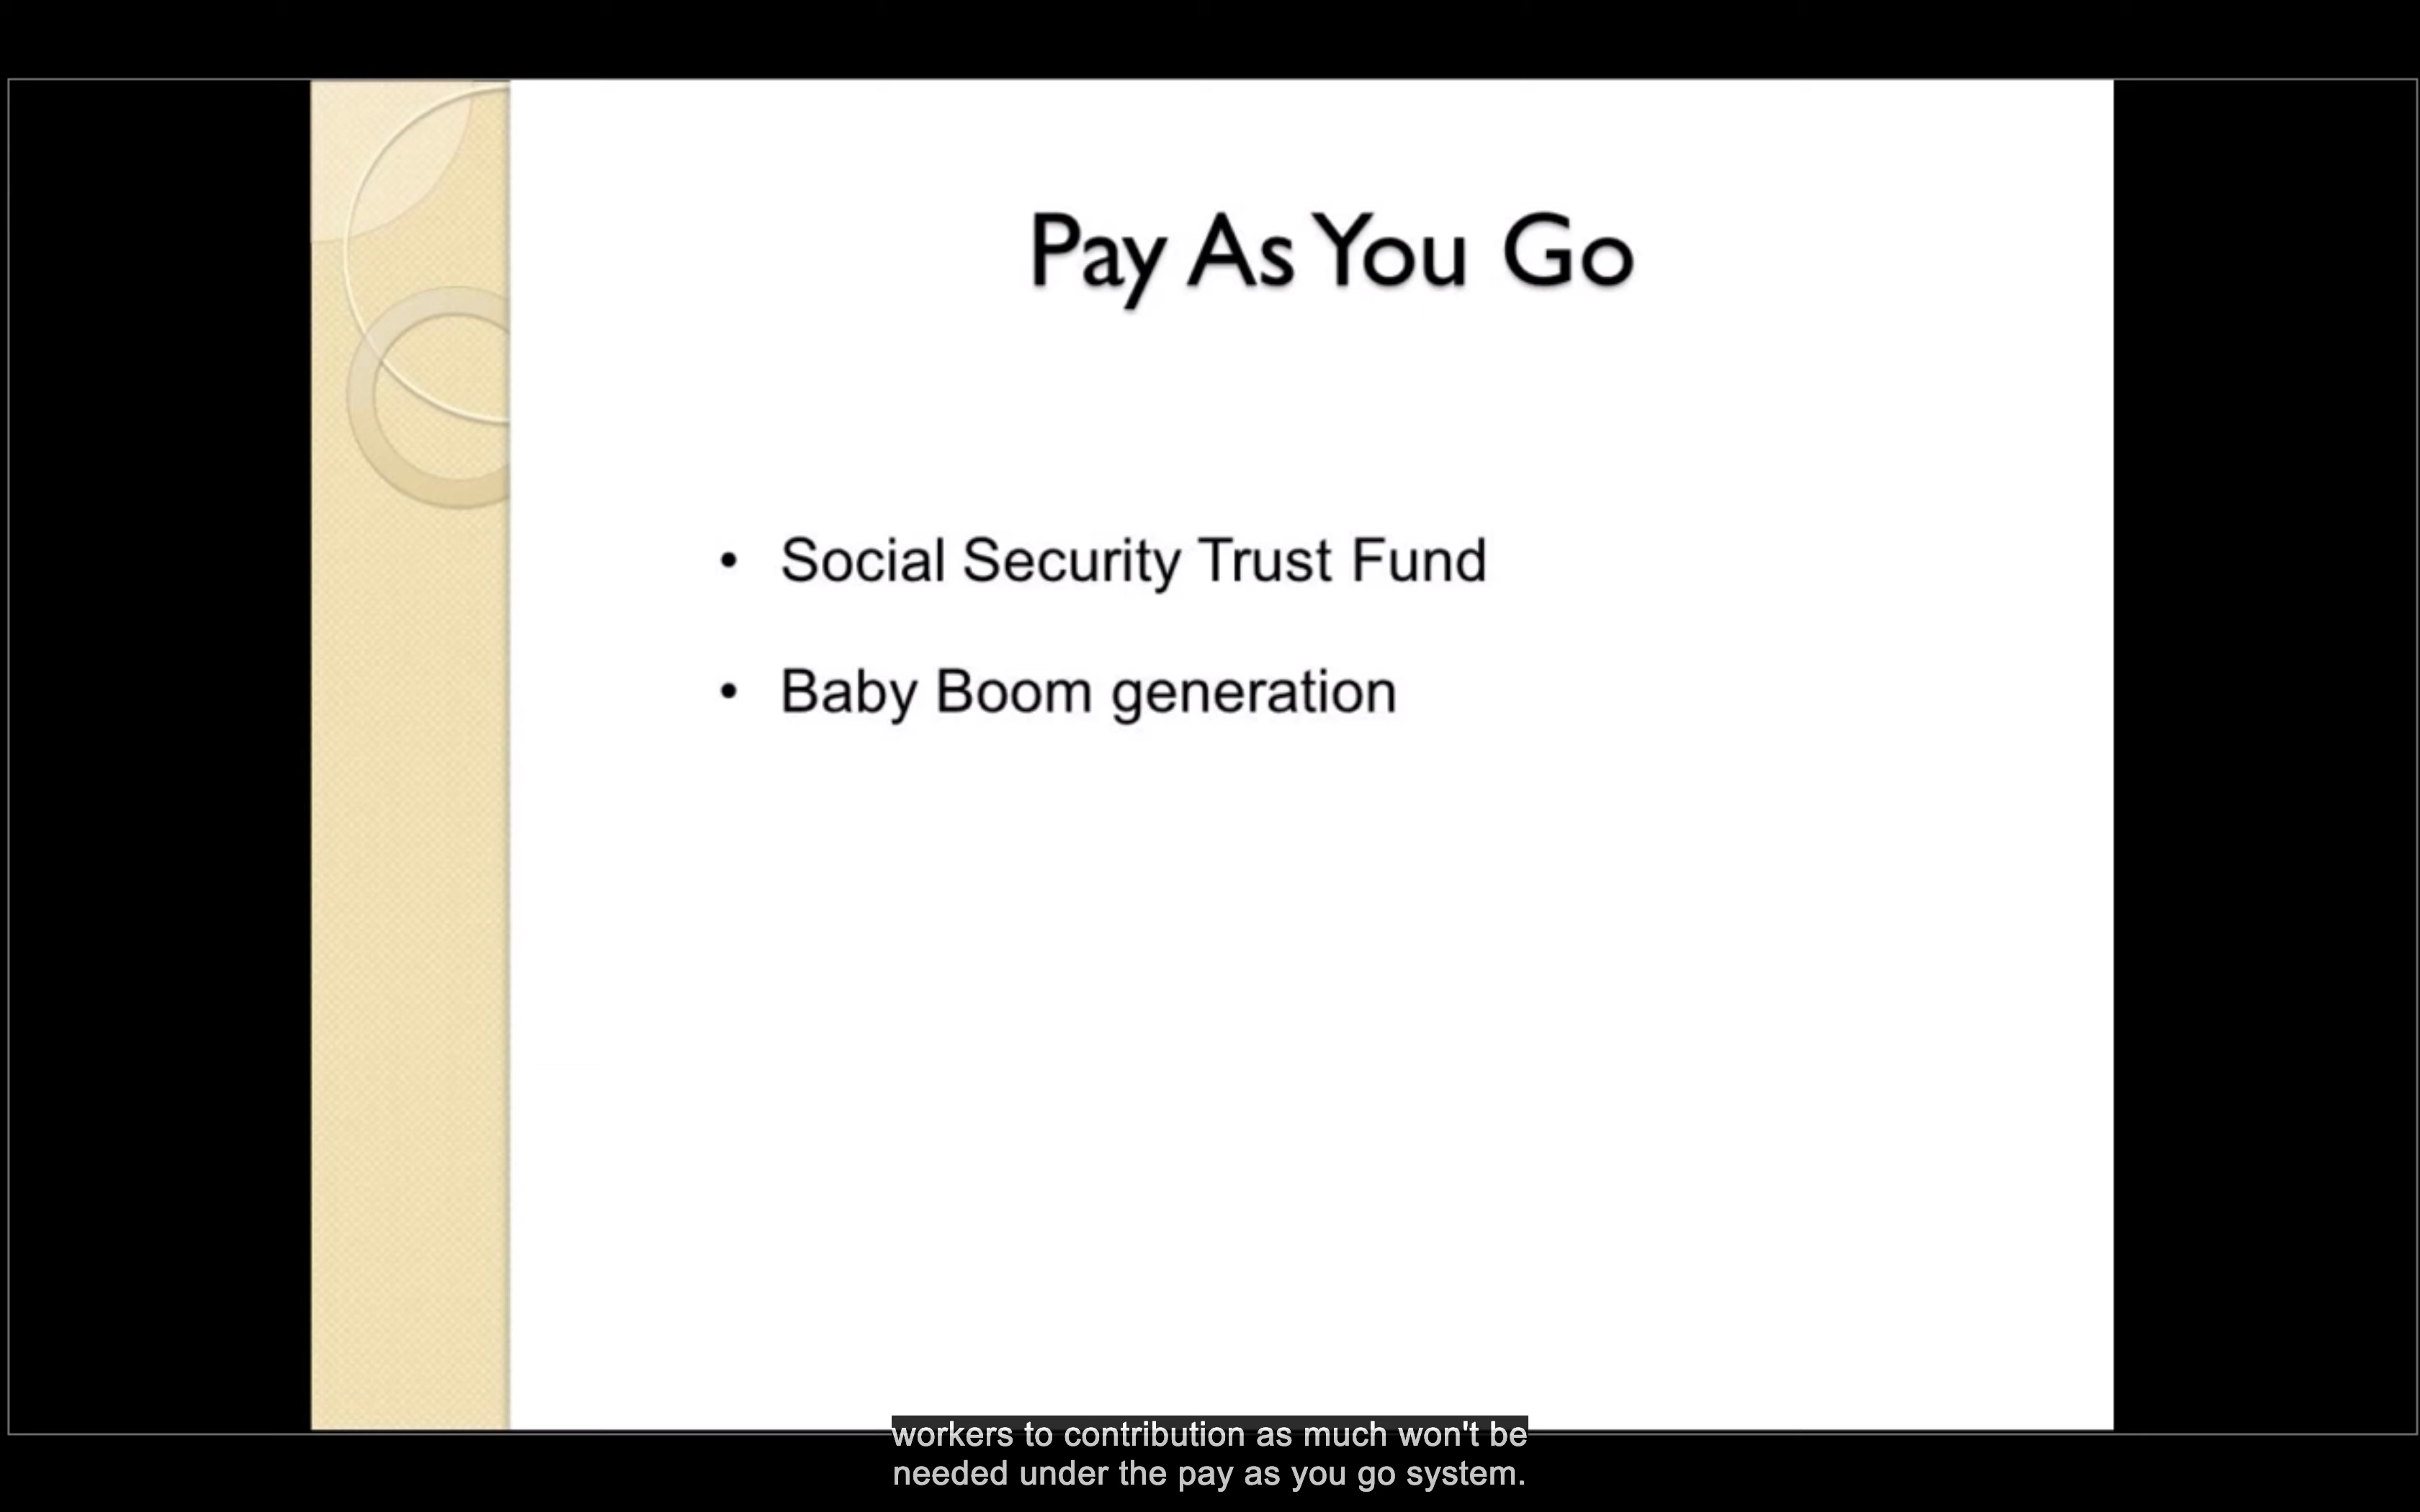 Pay As You Go
• Social Security Trust Fund
• Baby Boom generation
workers to contribution as much won't be
needed under the pay as you go system.